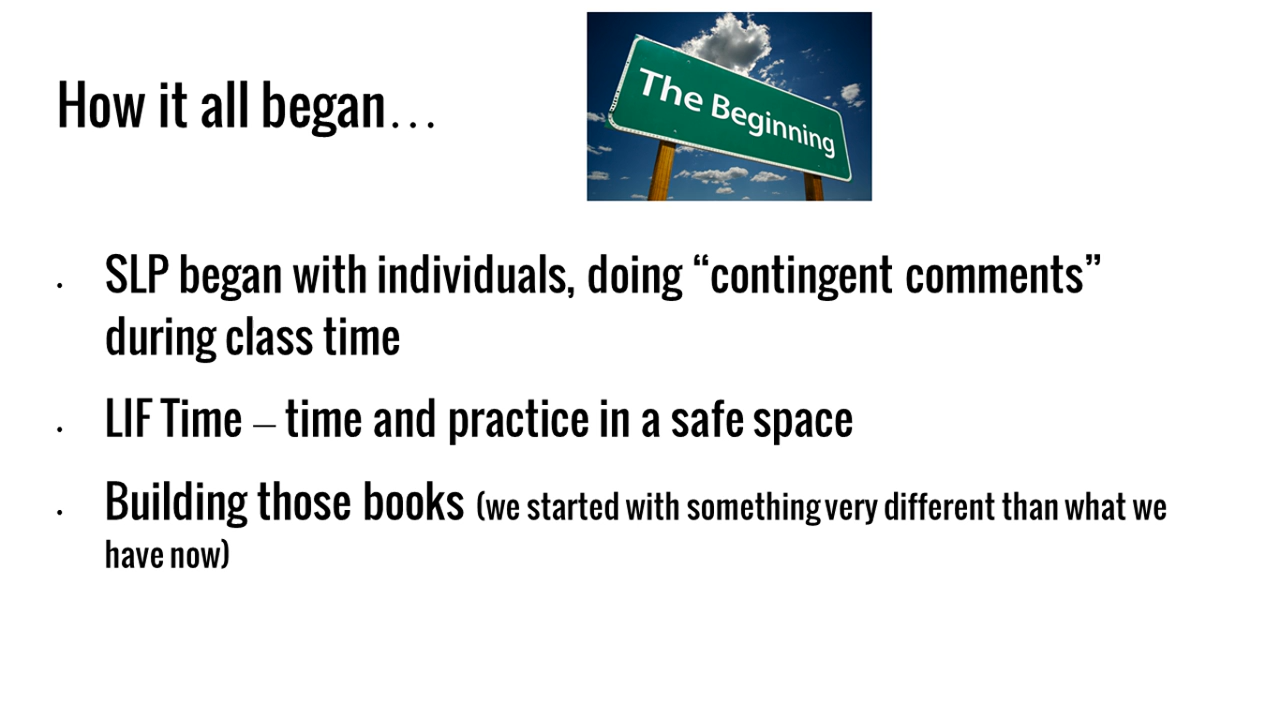 How it all began…
The Beginning
• SLP began with individuals, doing “contingent comments”
during class time
• LIF Time – time and practice in a safe space
• Building those books (we started with something very different than what we
have now)